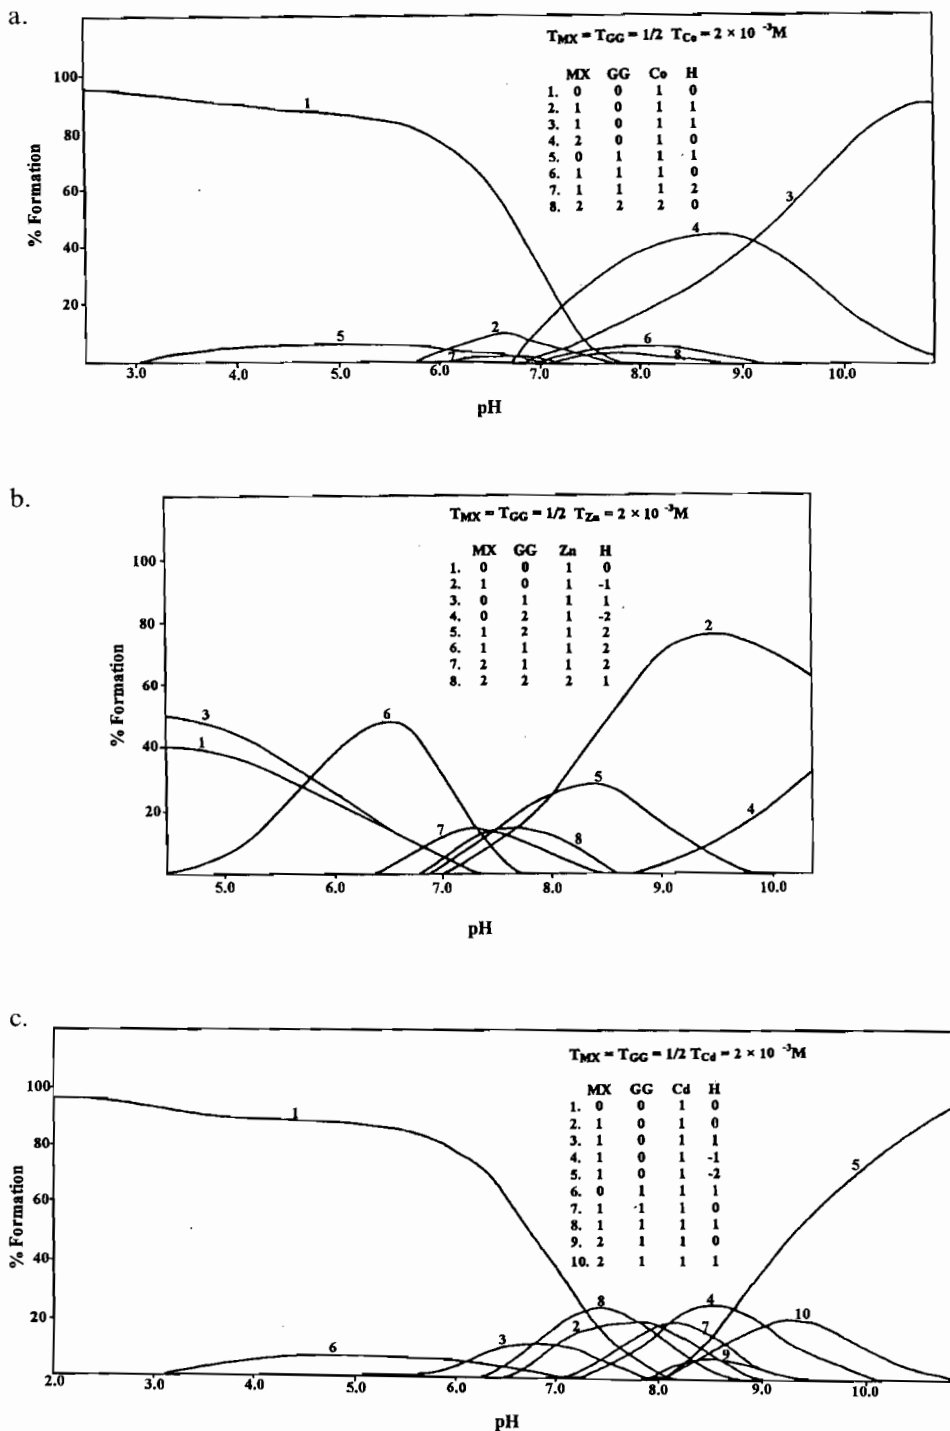 a.
T_MX = T_GG = 1/2 T_Co = 2 × 10 ⁻³M
MX GG Co H
1. 0 0 1 0
2. 1 0 1 1
3. 1 0 1 1
4. 2 0 1 0
5. 0 1 1 1
6. 1 1 1 0
7. 1 1 1 2
8. 2 2 2 0
% Formation
100
80
60
40
20
1
5
2
7
4
3
6
8
3.0 4.0 5.0 6.0 7.0 8.0 9.0 10.0
pH
b.
T_MX = T_GG = 1/2 T_Zn = 2 × 10 ⁻³M
MX GG Zn H
1. 0 0 1 0
2. 1 0 1 -1
3. 0 1 1 1
4. 0 2 1 -2
5. 1 2 1 2
6. 1 1 1 2
7. 2 1 1 2
8. 2 2 2 1
% Formation
100
80
60
40
20
3
1
6
7
5
8
2
4
5.0 6.0 7.0 8.0 9.0 10.0
pH
c.
T_MX = T_GG = 1/2 T_Cd = 2 × 10 ⁻³M
MX GG Cd H
1. 0 0 1 0
2. 1 0 1 0
3. 1 0 1 1
4. 1 0 1 -1
5. 1 0 1 -2
6. 0 1 1 1
7. 1 1 1 0
8. 1 1 1 1
9. 2 1 1 0
10. 2 1 1 1
% Formation
100
80
60
40
20
1
6
3
8
2
4
7
9
10
5
2.0 3.0 4.0 5.0 6.0 7.0 8.0 9.0 10.0
pH